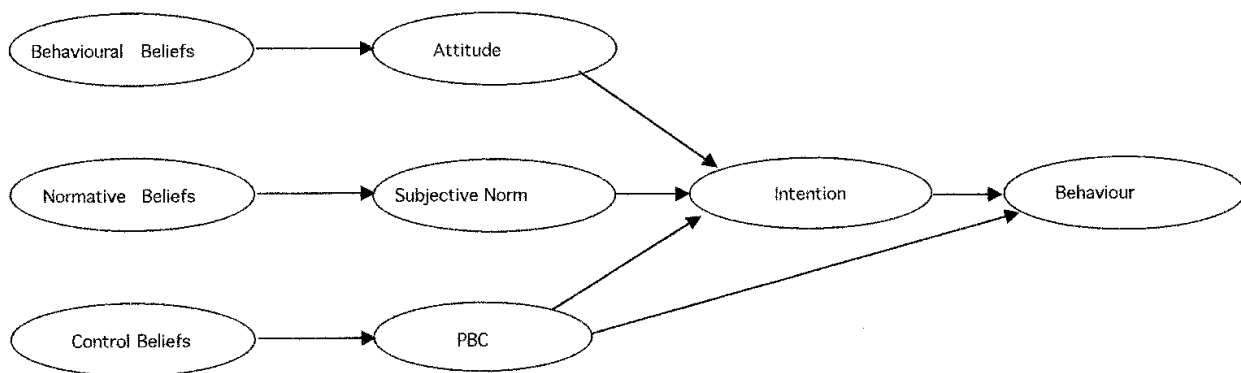 Behavioural Beliefs
Attitude
Normative Beliefs
Subjective Norm
Intention
Behaviour
Control Beliefs
PBC